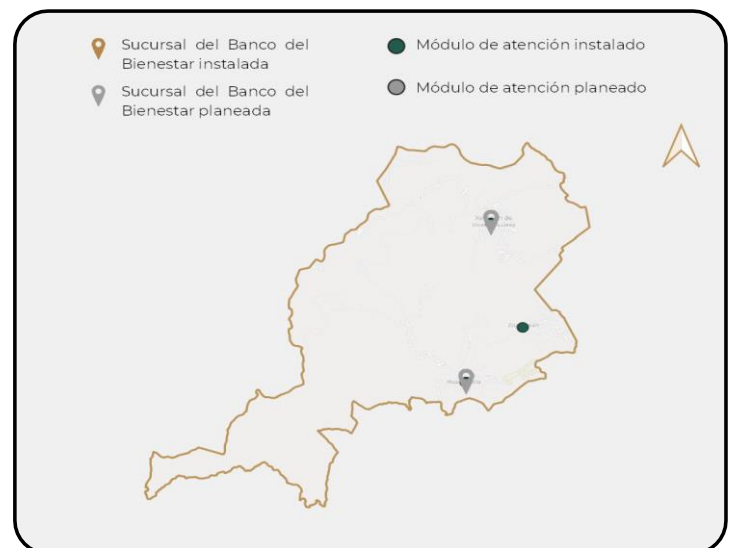 Sucursal del Banco del
Bienestar instalada
Sucursal del Banco del
Bienestar planeada
Módulo de atención instalado
Módulo de atención planeado